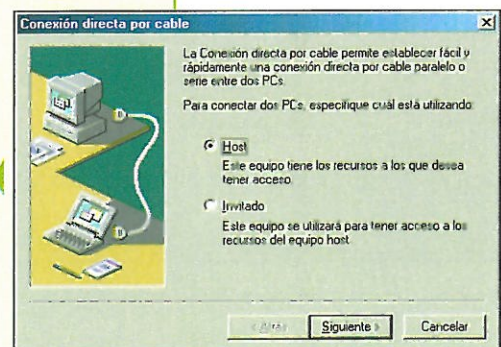 Conexión directa por cable
La Conexión directa por cable permite establecer fácil y
rápidamente una conexión directa por cable paralelo o
serie entre dos PCs.
Para conectar dos PCs, especifique cuál está utilizando:
Host
Este equipo tiene los recursos a los que desea
tener acceso.
Invitado
Este equipo se utilizará para tener acceso a los
recursos del equipo host.
< Atrás Siguiente > Cancelar